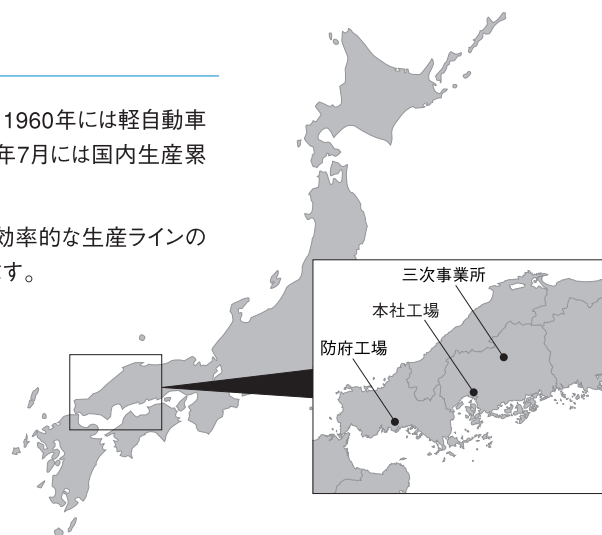 1960年には軽自動車
年7月には国内生産累
効率的な生産ラインの
す。
三次事業所
本社工場
防府工場